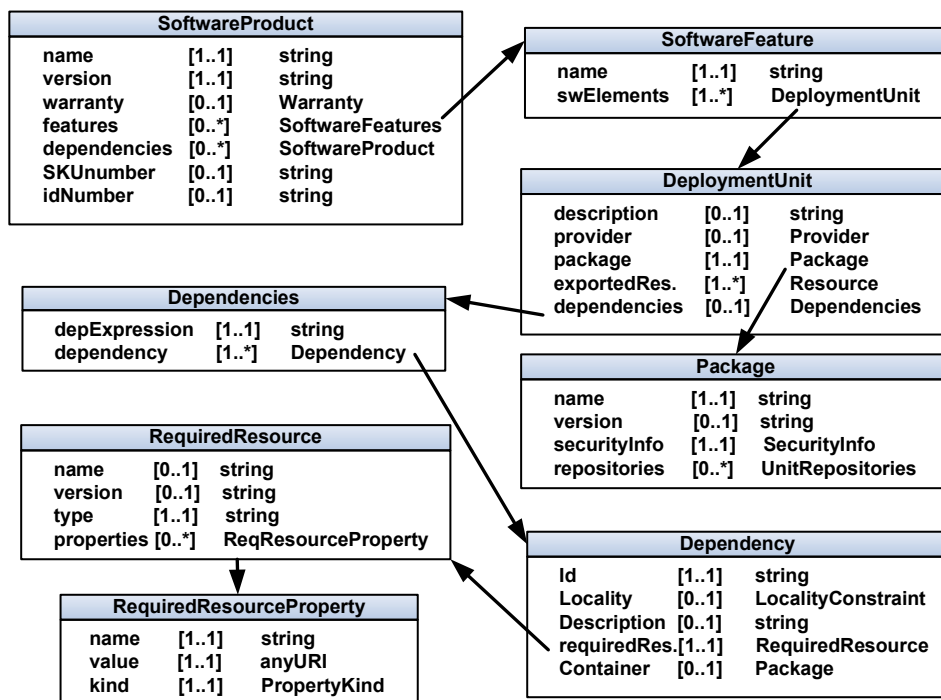 SoftwareProduct
name [1..1] string
version [1..1] string
warranty [0..1] Warranty
features [0..*] SoftwareFeatures
dependencies [0..*] SoftwareProduct
SKUnumber [0..1] string
idNumber [0..1] string
SoftwareFeature
name [1..1] string
swElements [1..*] DeploymentUnit
DeploymentUnit
description [0..1] string
provider [0..1] Provider
package [1..1] Package
exportedRes. [1..*] Resource
dependencies [0..1] Dependencies
Dependencies
depExpression [1..1] string
dependency [1..*] Dependency
Package
name [1..1] string
version [0..1] string
securityInfo [1..1] SecurityInfo
repositories [0..*] UnitRepositories
RequiredResource
name [0..1] string
version [0..1] string
type [1..1] string
properties [0..*] ReqResourceProperty
Dependency
Id [1..1] string
Locality [0..1] LocalityConstraint
Description [0..1] string
requiredRes.[1..1] RequiredResource
Container [0..1] Package
RequiredResourceProperty
name [1..1] string
value [1..1] anyURI
kind [1..1] PropertyKind